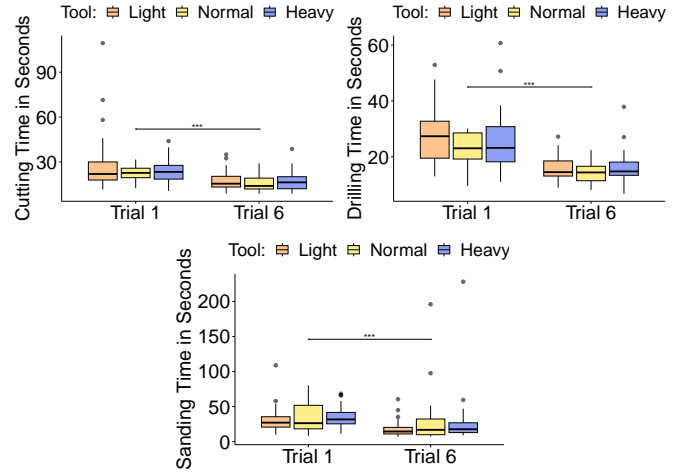 Tool: Light Normal Heavy
Cutting Time in Seconds
90
60
30
***
Trial 1 Trial 6
Tool: Light Normal Heavy
Drilling Time in Seconds
60
40
20
***
Trial 1 Trial 6
Tool: Light Normal Heavy
Sanding Time in Seconds
200
150
100
50
0
***
Trial 1 Trial 6